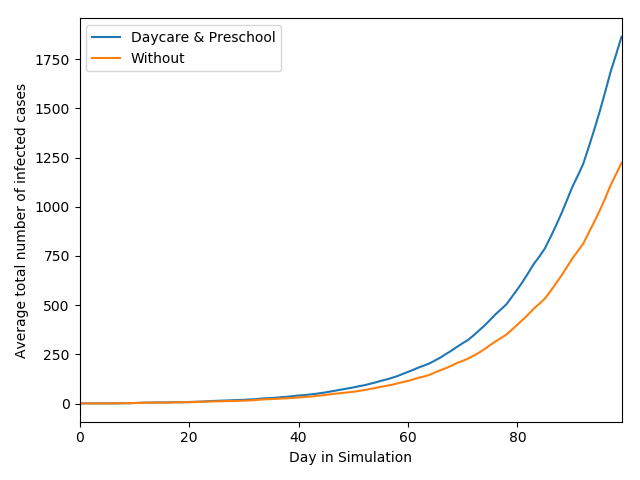 Daycare & Preschool
Without
1750
1500
1250
1000
750
500
250
0
Average total number of infected cases
0 20 40 60 80
Day in Simulation